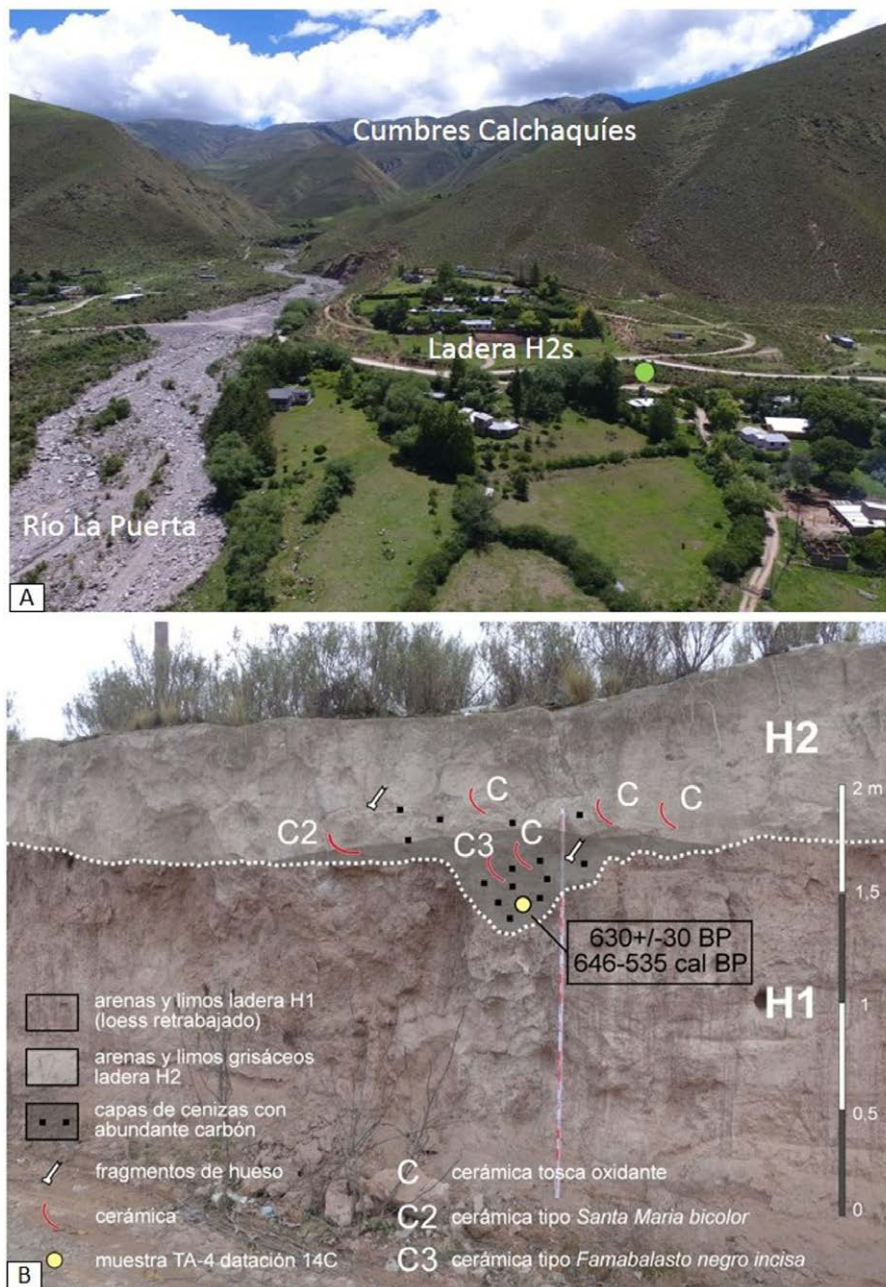 Cumbres Calchaquíes
Ladera H2s
Río La Puerta
A
H2
C
C
C
C2
C3
C
2 m
1,5
630+/-30 BP
646-535 cal BP
H1
1
0,5
0
arenas y limos ladera H1
(loess retrabajado)
arenas y limos grisáceos
ladera H2
capas de cenizas con
abundante carbón
fragmentos de hueso
cerámica
muestra TA-4 datación 14C
C cerámica tosca oxidante
C2 cerámica tipo Santa Maria bicolor
C3 cerámica tipo Famabalasto negro incisa
B